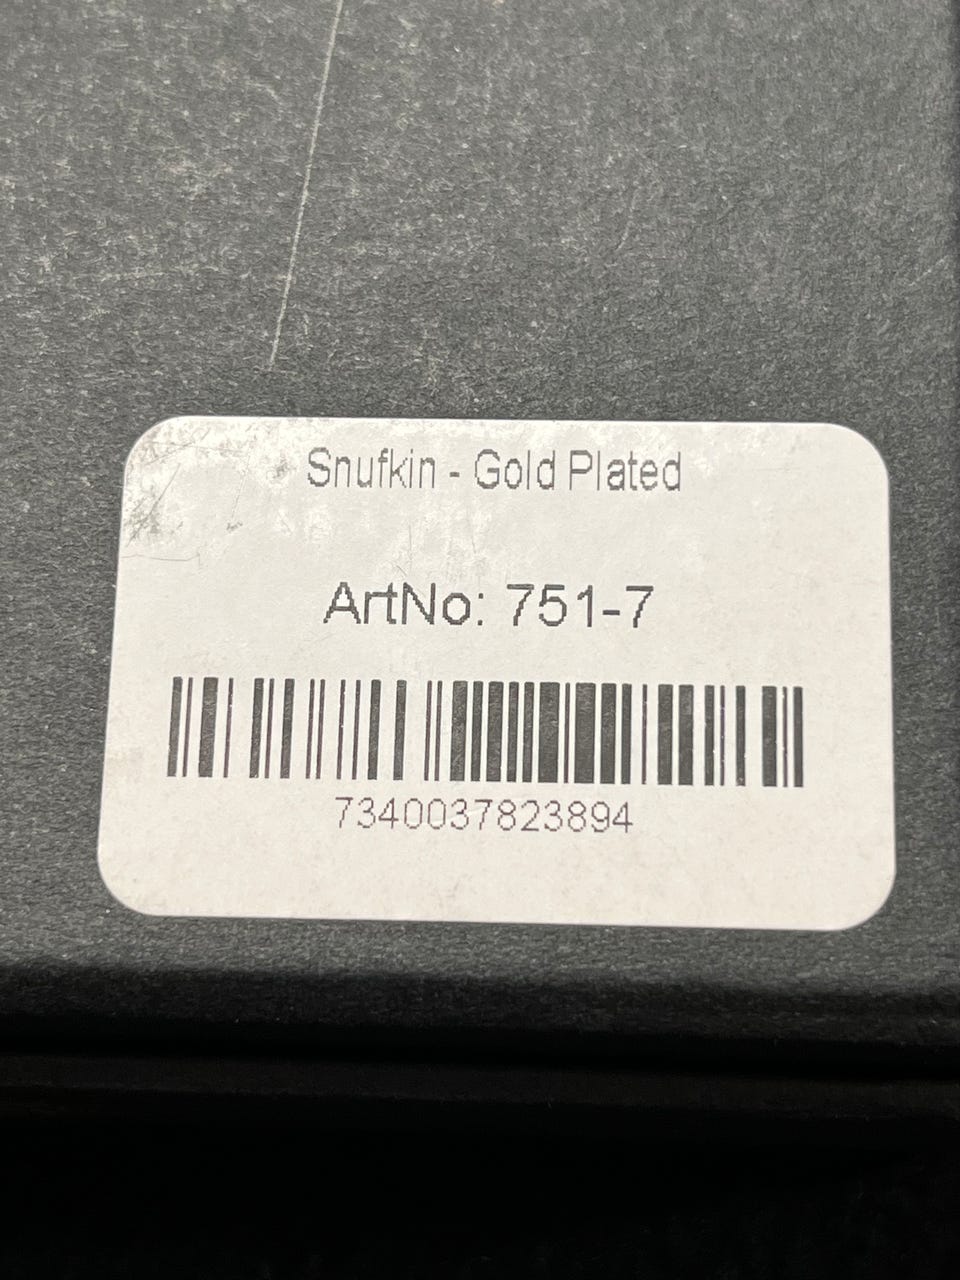 Snufkin - Gold Plated
ArtNo: 751-7
7340037823894